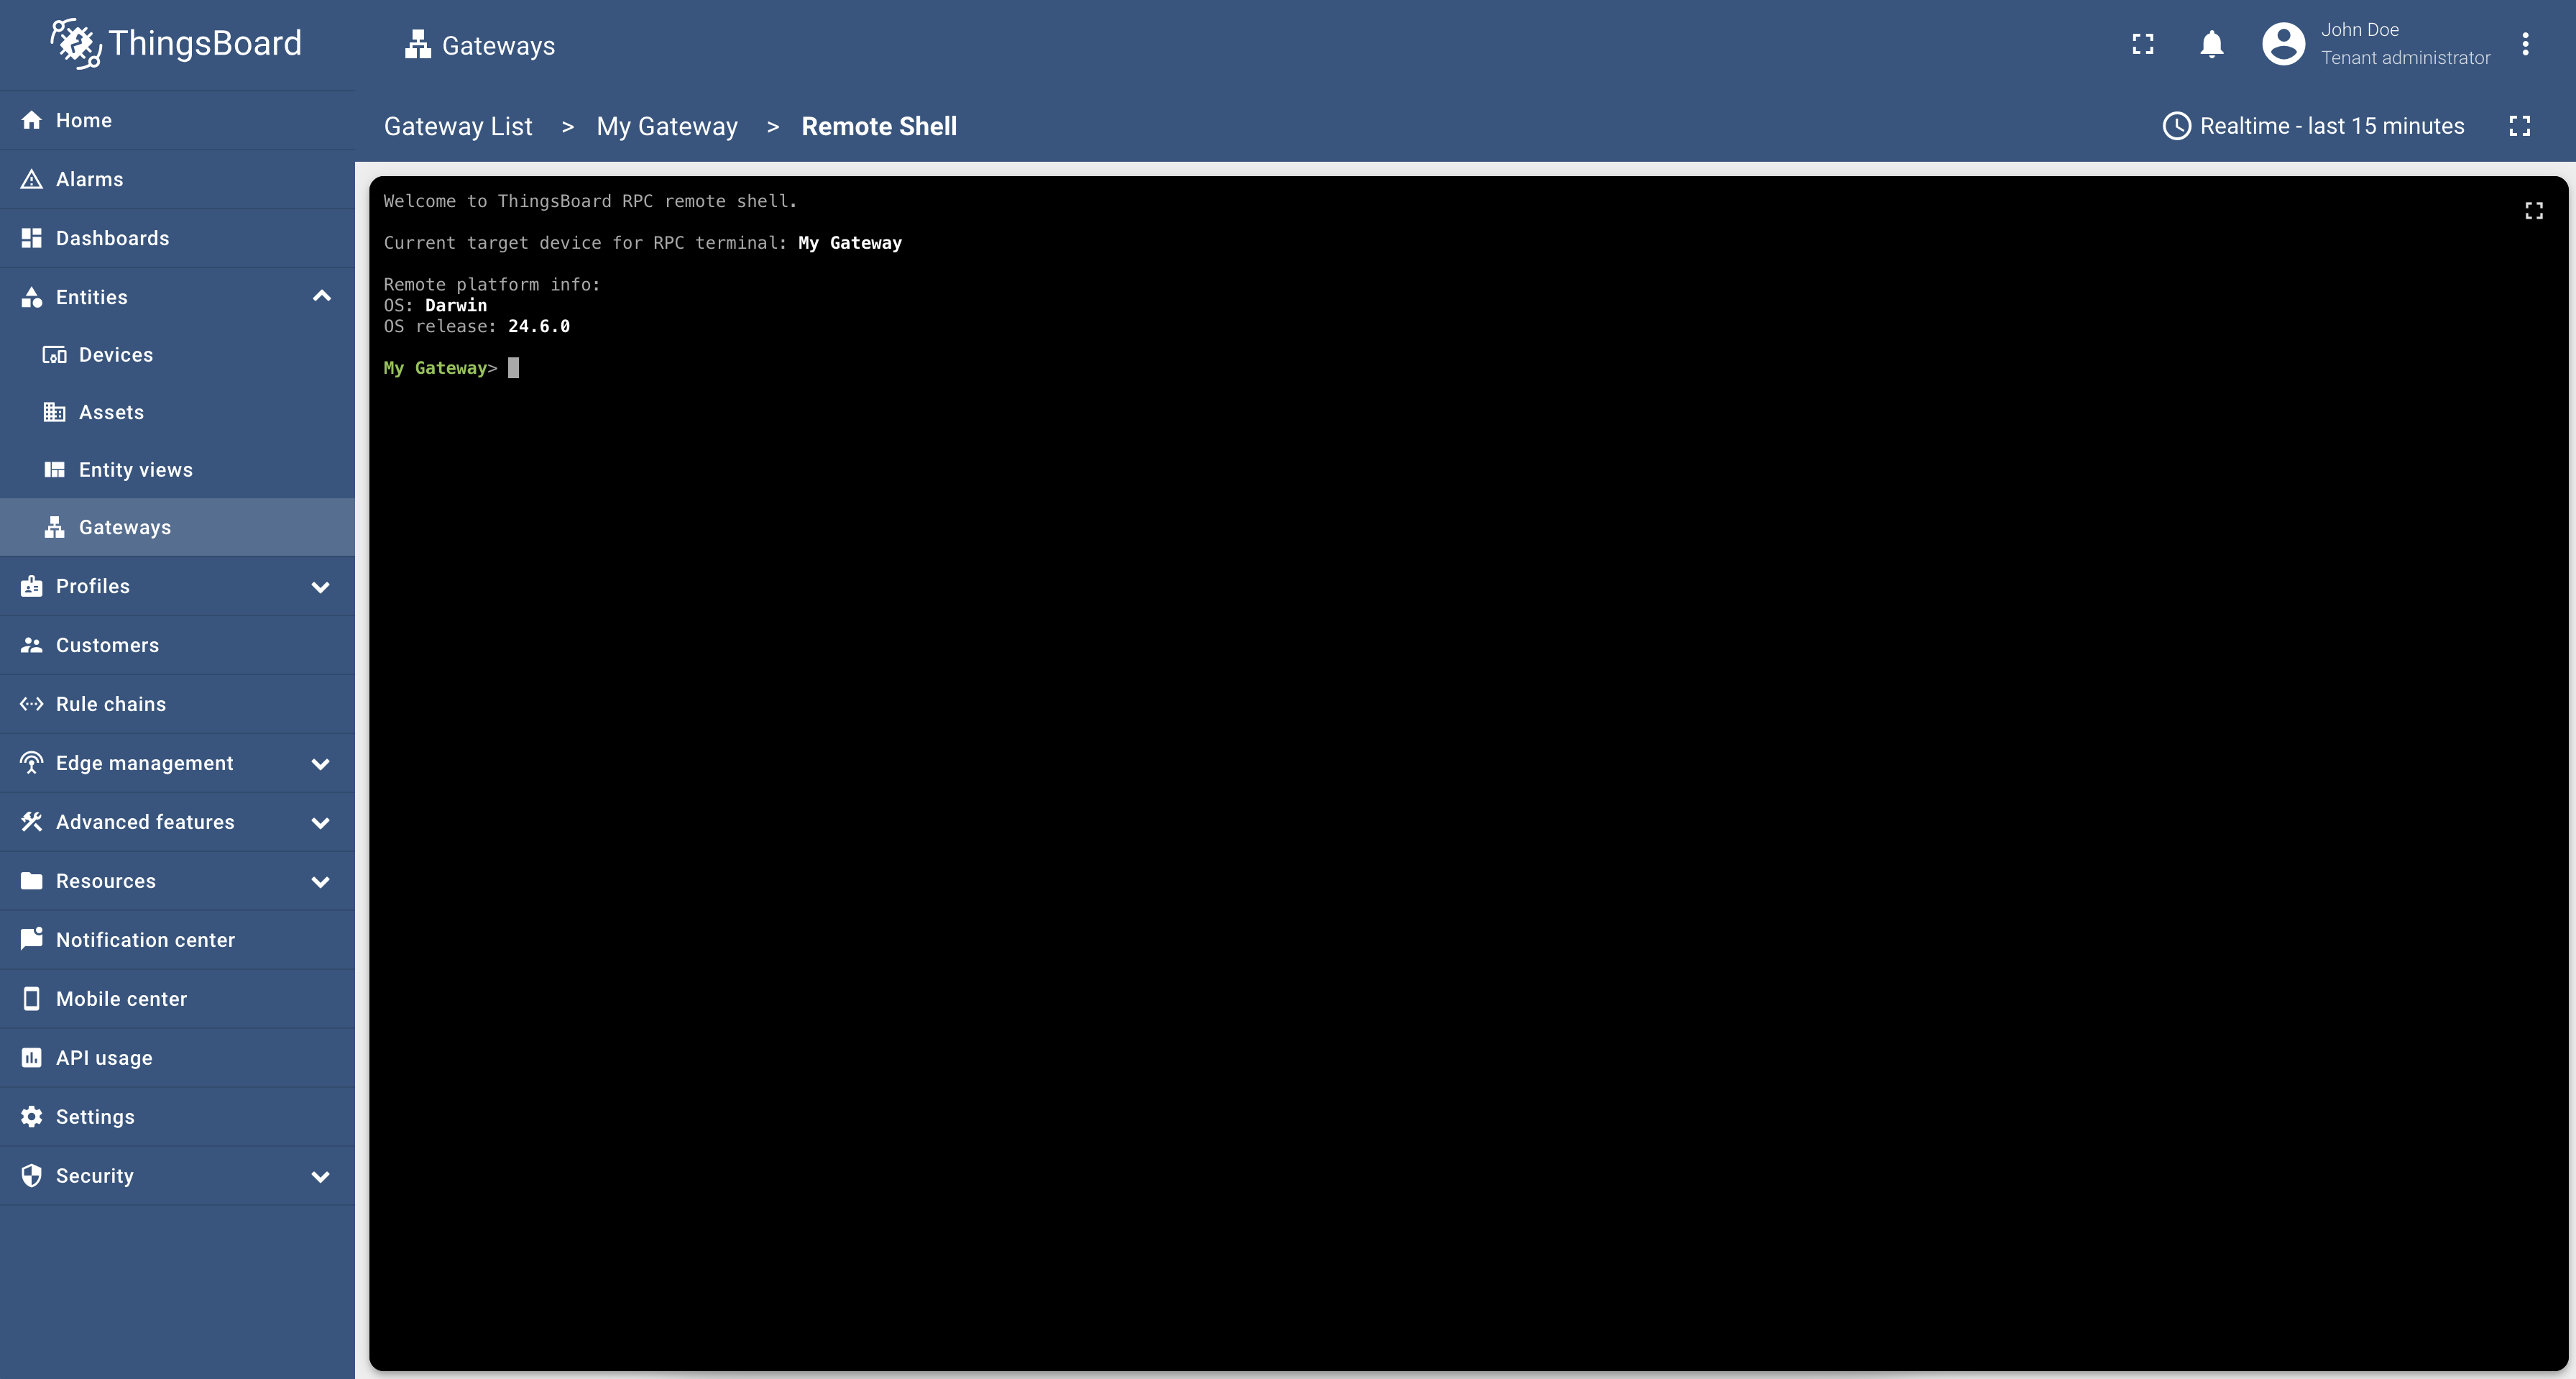 ThingsBoard
Gateways
John Doe
Tenant administrator
Gateway List > My Gateway > Remote Shell
Realtime - last 15 minutes
Home
Alarms
Dashboards
Entities
Devices
Assets
Entity views
Gateways
Profiles
Customers
Rule chains
Edge management
Advanced features
Resources
Notification center
Mobile center
API usage
Settings
Security
Welcome to ThingsBoard RPC remote shell.
Current target device for RPC terminal: My Gateway
Remote platform info:
OS: Darwin
OS release: 24.6.0
My Gateway>